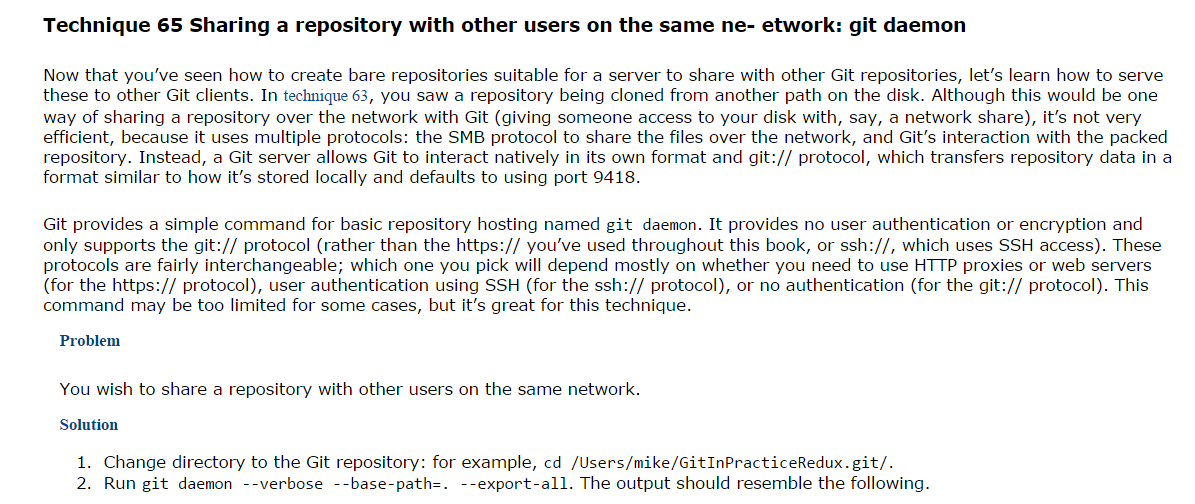 Technique 65 Sharing a repository with other users on the same ne- etwork: git daemon
Now that you’ve seen how to create bare repositories suitable for a server to share with other Git repositories, let’s learn how to serve
these to other Git clients. In technique 63, you saw a repository being cloned from another path on the disk. Although this would be one
way of sharing a repository over the network with Git (giving someone access to your disk with, say, a network share), it’s not very
efficient, because it uses multiple protocols: the SMB protocol to share the files over the network, and Git’s interaction with the packed
repository. Instead, a Git server allows Git to interact natively in its own format and git:// protocol, which transfers repository data in a
format similar to how it’s stored locally and defaults to using port 9418.
Git provides a simple command for basic repository hosting named git daemon. It provides no user authentication or encryption and
only supports the git:// protocol (rather than the https:// you’ve used throughout this book, or ssh://, which uses SSH access). These
protocols are fairly interchangeable; which one you pick will depend mostly on whether you need to use HTTP proxies or web servers
(for the https:// protocol), user authentication using SSH (for the ssh:// protocol), or no authentication (for the git:// protocol). This
command may be too limited for some cases, but it’s great for this technique.
Problem
You wish to share a repository with other users on the same network.
Solution
1. Change directory to the Git repository: for example, cd /Users/mike/GitInPracticeRedux.git/.
2. Run git daemon --verbose --base-path=. --export-all. The output should resemble the following.